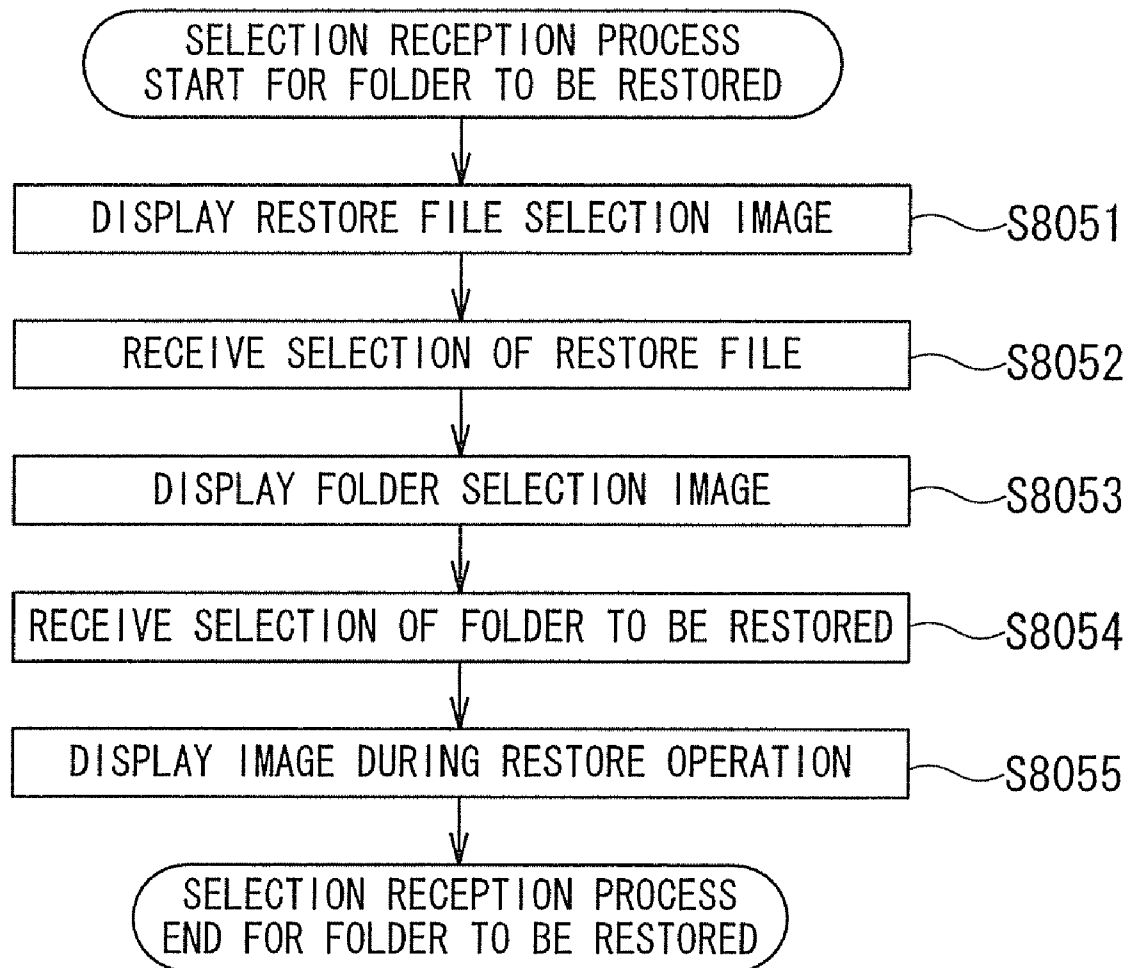 SELECTION RECEPTION PROCESS
START FOR FOLDER TO BE RESTORED
DISPLAY RESTORE FILE SELECTION IMAGE
S8051
RECEIVE SELECTION OF RESTORE FILE
S8052
DISPLAY FOLDER SELECTION IMAGE
S8053
RECEIVE SELECTION OF FOLDER TO BE RESTORED
S8054
DISPLAY IMAGE DURING RESTORE OPERATION
S8055
SELECTION RECEPTION PROCESS
END FOR FOLDER TO BE RESTORED